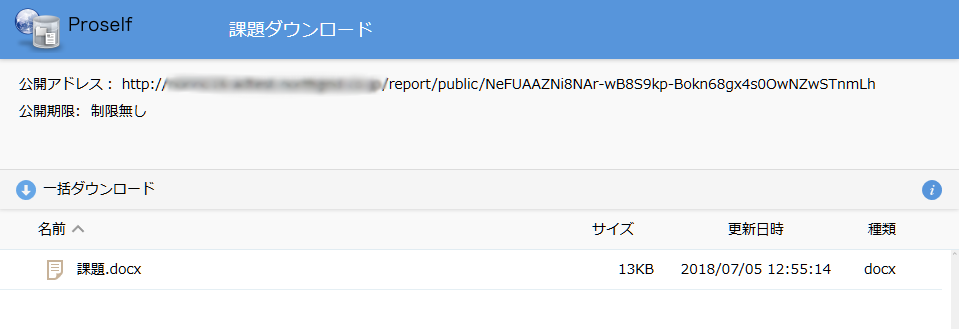 Proself
課題ダウンロード
公開アドレス： http:// /report/public/NeFUAAZNi8NAr-wB8S9kp-Bokn68gx4s0OwNZwSTnmLh
公開期限: 制限無し
一括ダウンロード
名前 サイズ 更新日時 種類
課題.docx 13KB 2018/07/05 12:55:14 docx